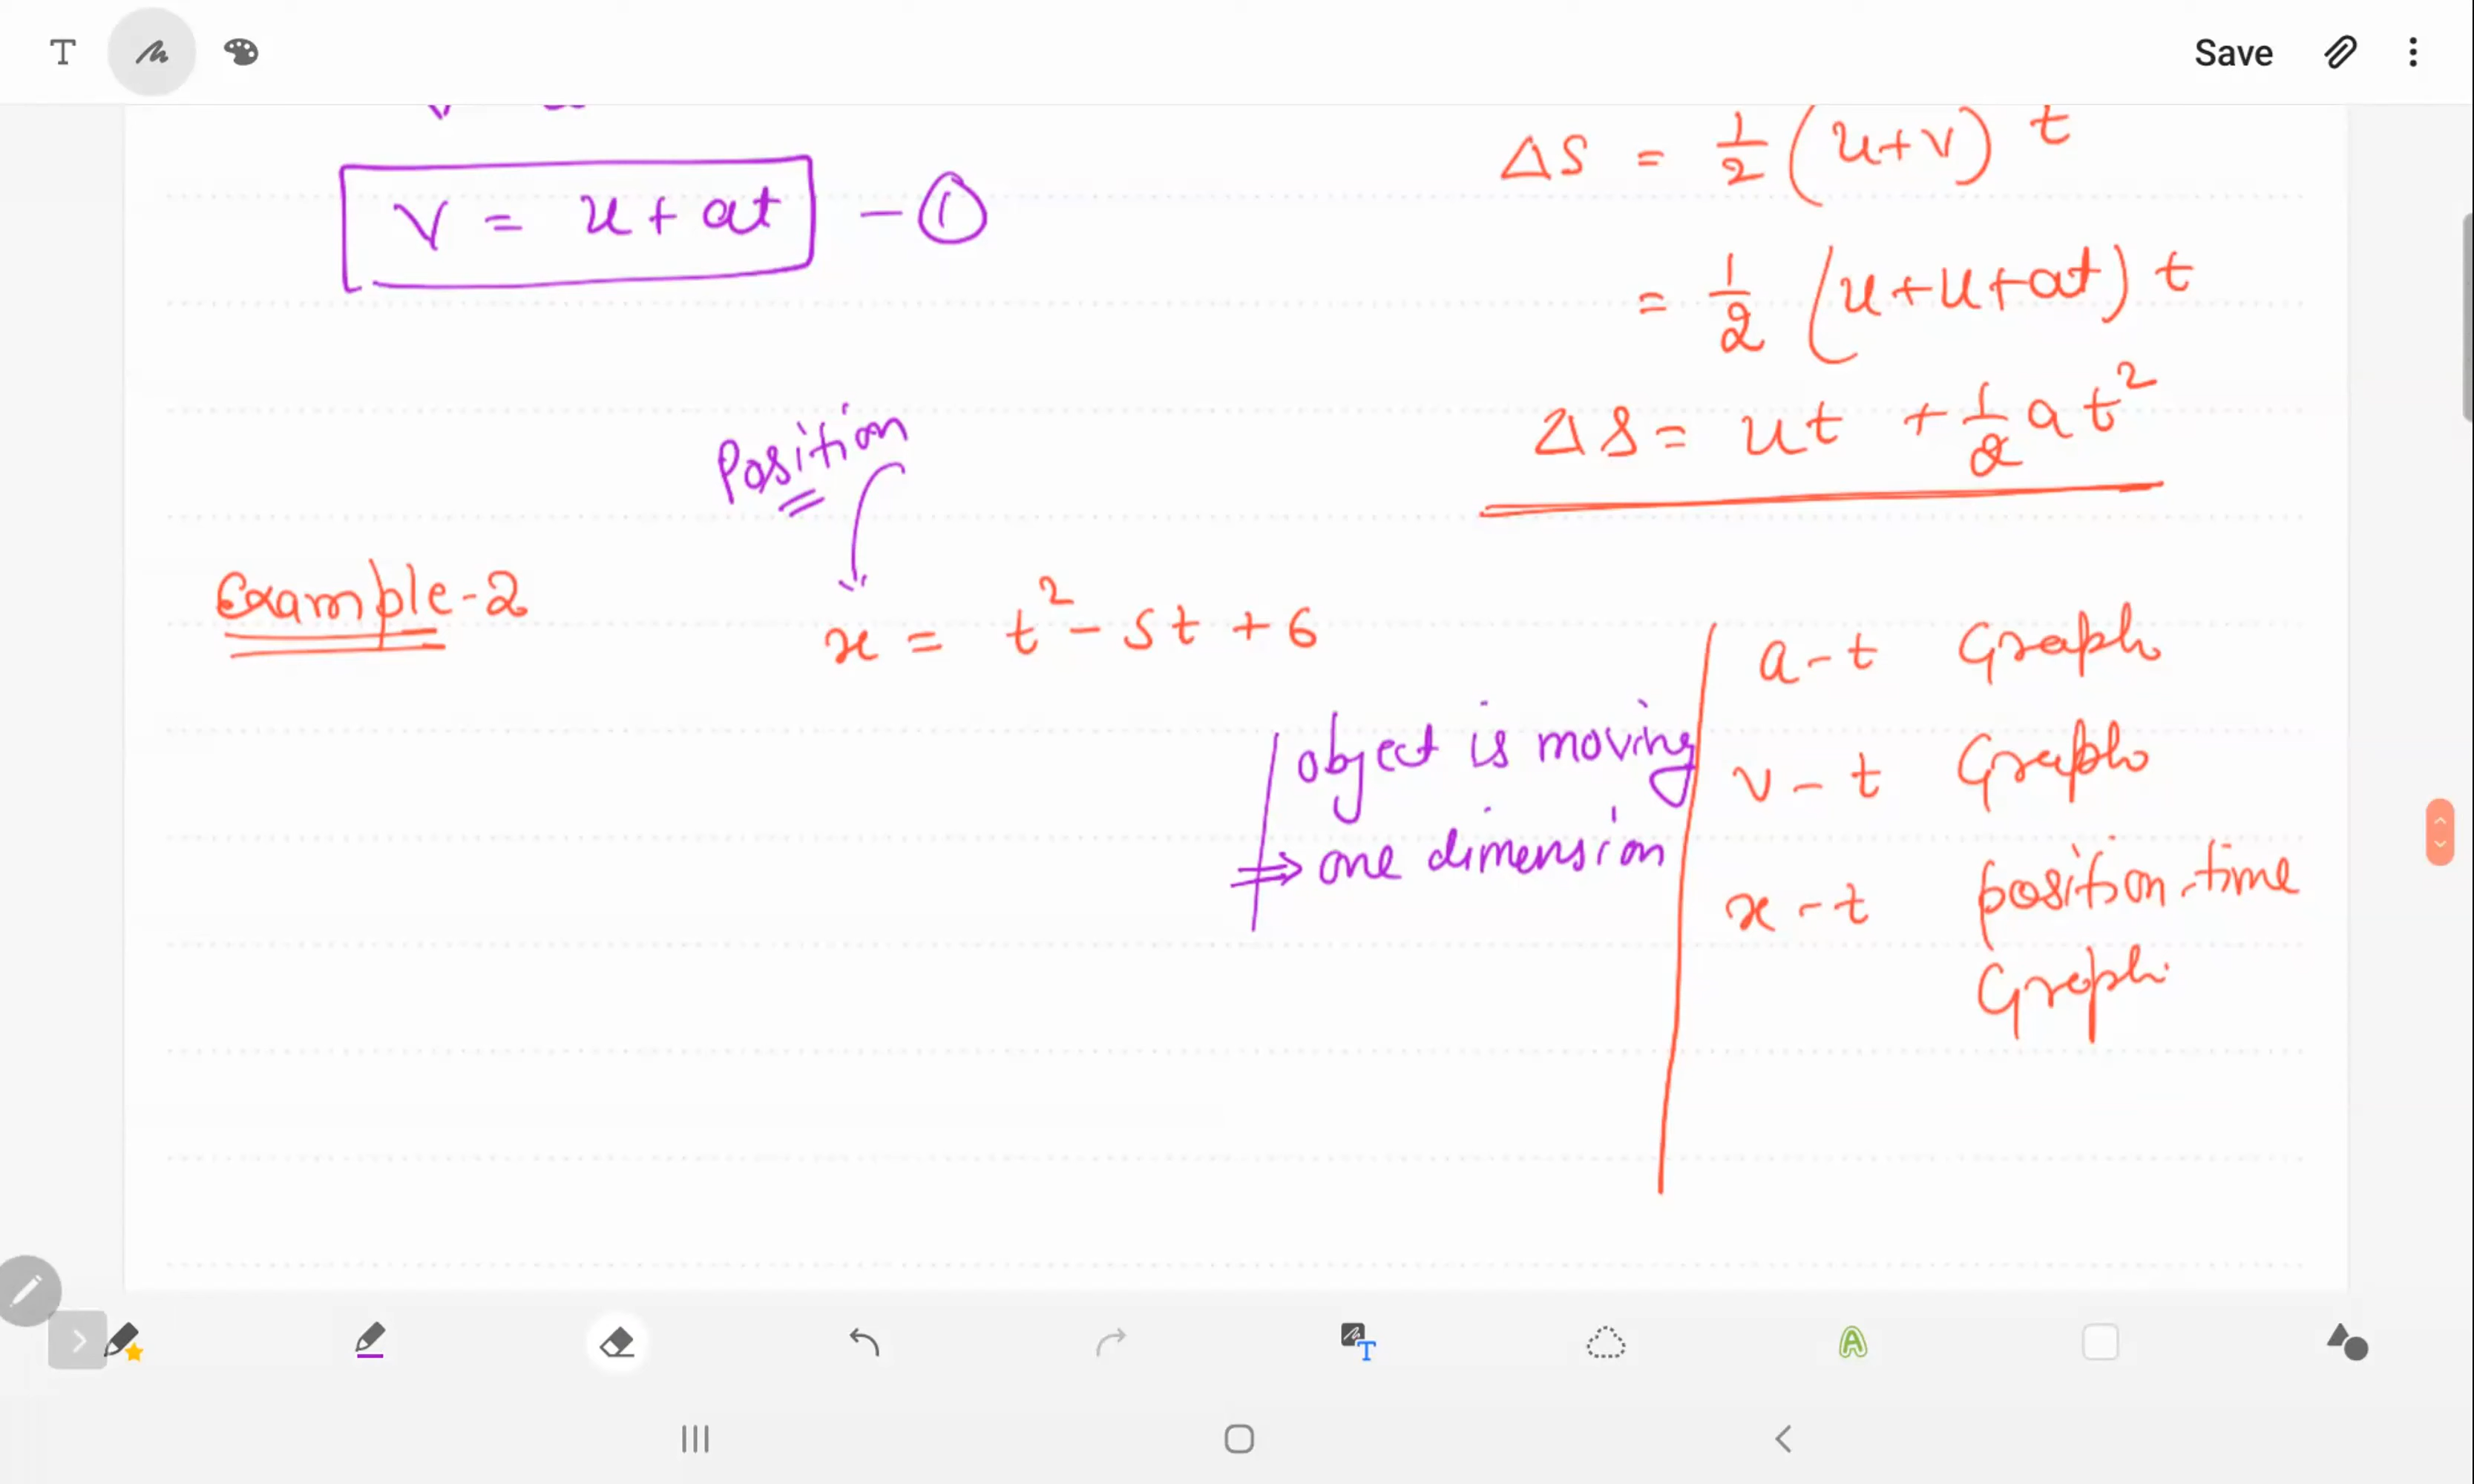 Save
v = u + at - ①
Δs = 1/2 (u+v) t
= 1/2 (u+u+at) t
Δs = ut + 1/2 at²
Position
Example-2
x = t² - 5t + 6
object is moving
⇒ one dimension
a - t Graph
v - t Graph
x - t position-time
Graph